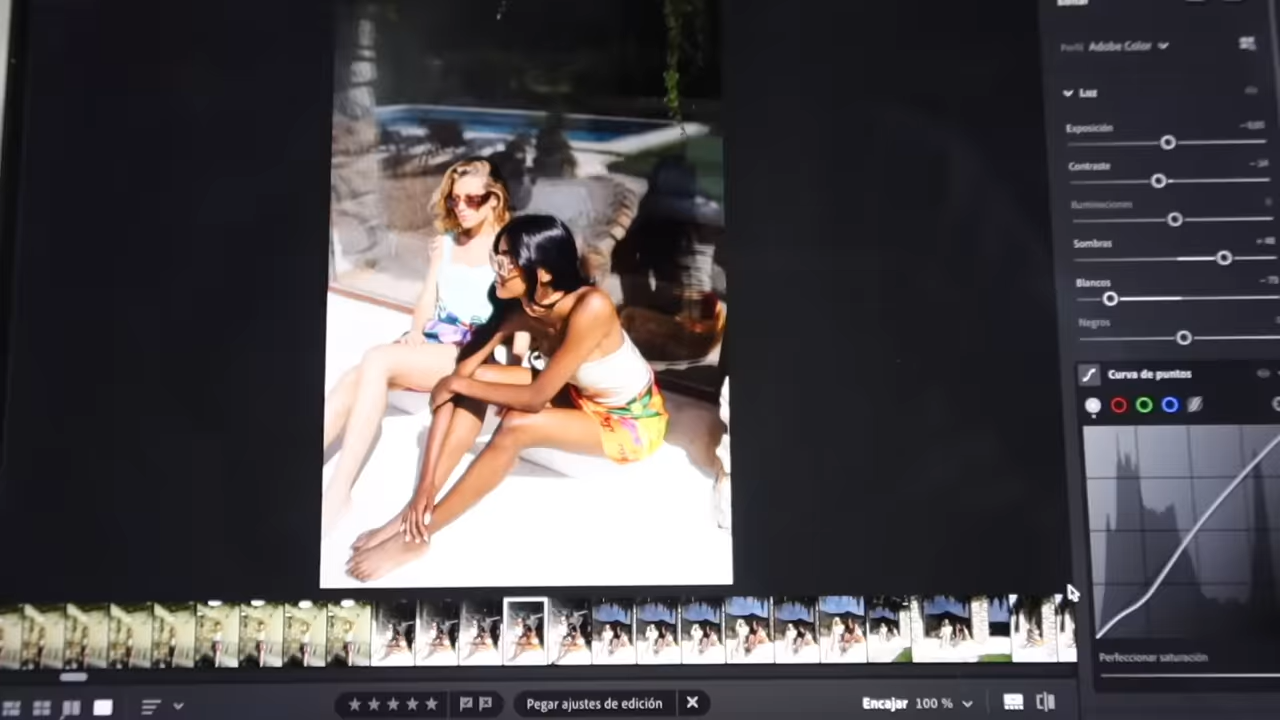 Editar
Perfil Adobe Color
Luz
Exposición
Contraste
Iluminaciones
Sombras
Blancos
Negros
Curva de puntos
Perfeccionar saturación
Pegar ajustes de edición
Encajar 100 %